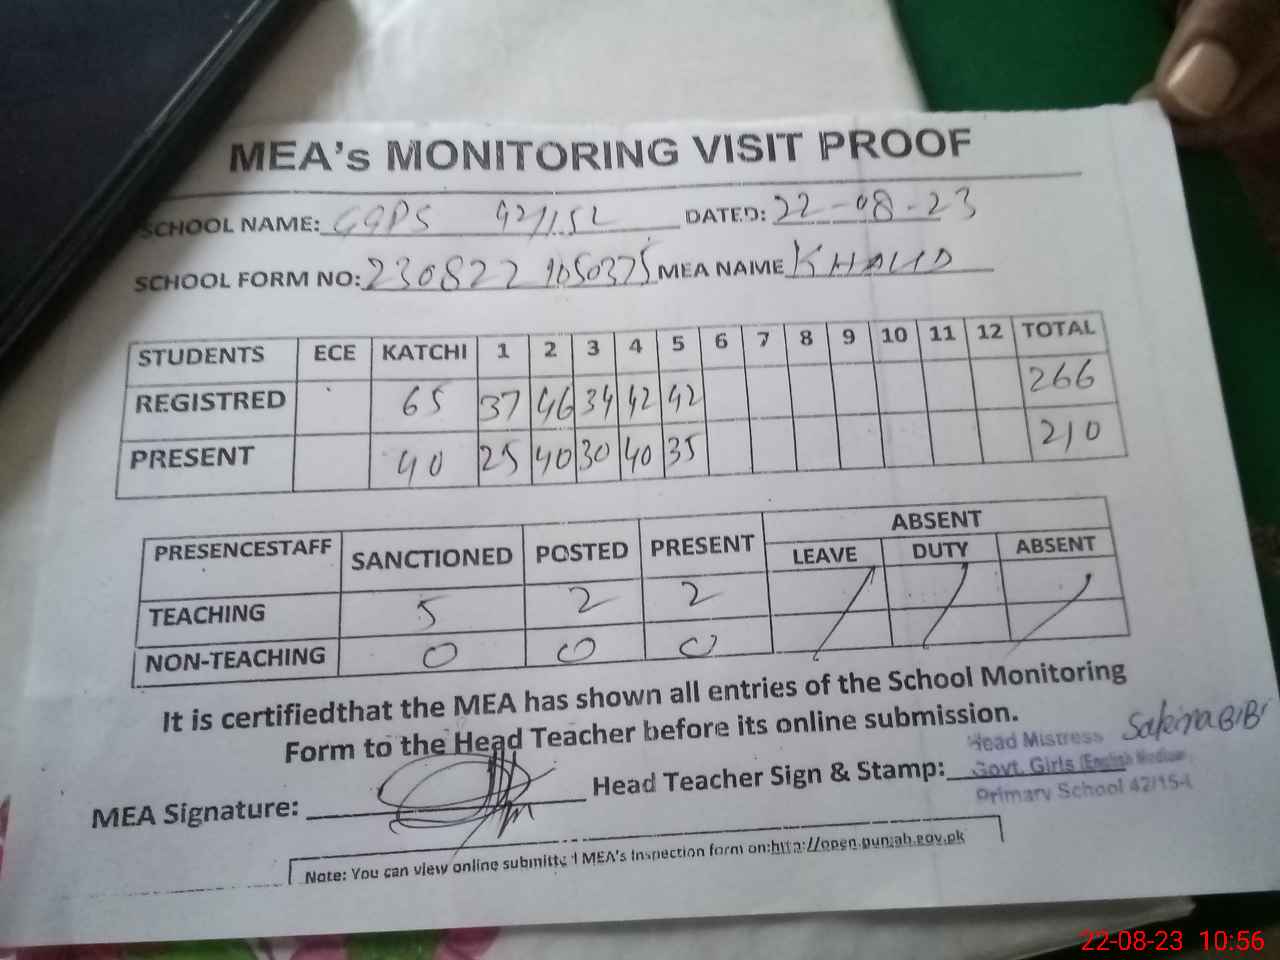 MEA's MONITORING VISIT PROOF
SCHOOL NAME: GGPS 42/15L DATED: 22-08-23
SCHOOL FORM NO: 230822 1050375 MEA NAME KHALID
STUDENTS ECE KATCHI 1 2 3 4 5 6 7 8 9 10 11 12 TOTAL
REGISTRED 65 37 46 34 42 42 266
PRESENT 40 25 40 30 40 35 210
PRESENCESTAFF SANCTIONED POSTED PRESENT ABSENT
LEAVE DUTY ABSENT
TEACHING 5 2 2
NON-TEACHING 0 0 0
It is certifiedthat the MEA has shown all entries of the School Monitoring
Form to the Head Teacher before its online submission.
MEA Signature: Head Teacher Sign & Stamp:
Sakina BiBi
Head Mistress
Govt. Girls (English Medium
Primary School 42/15-L
Note: You can view online submitted MEA's Inspection form on:http://open.punjab.gov.pk
22-08-23 10:56